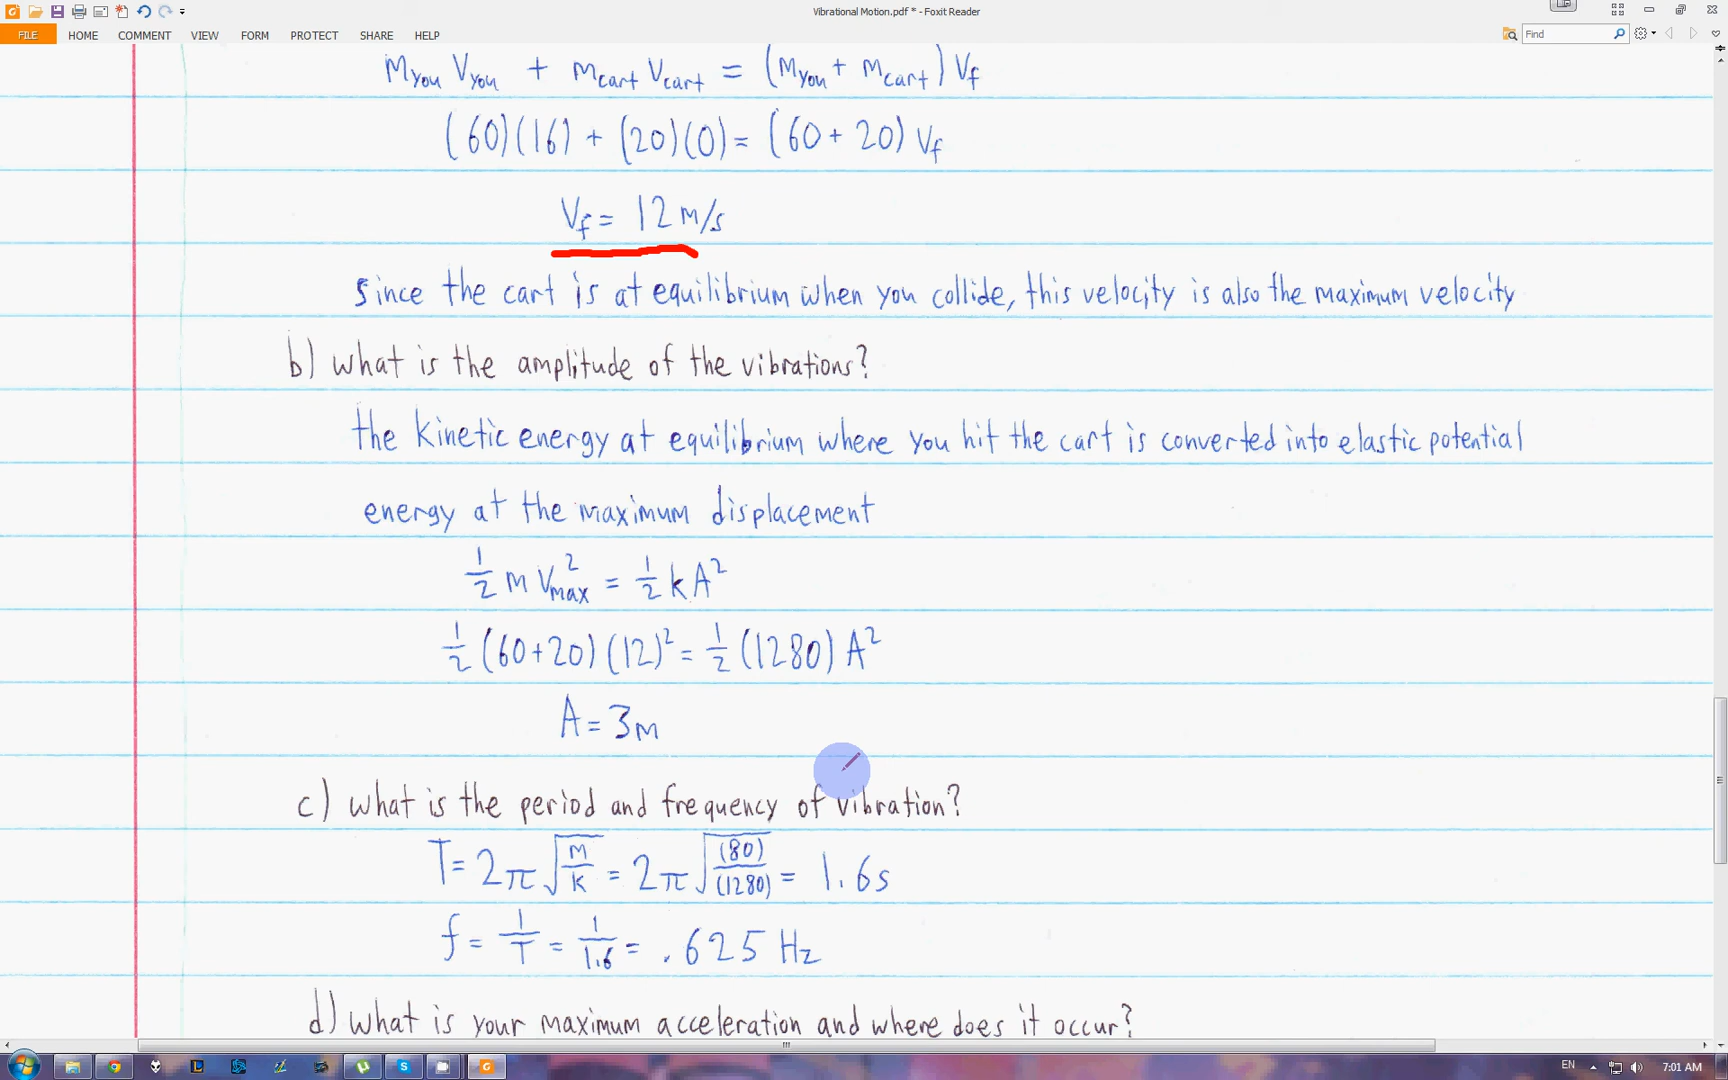 Vibrational Motion.pdf * - Foxit Reader
FILE HOME COMMENT VIEW FORM PROTECT SHARE HELP
Find
m_you V_you + m_cart V_cart = (m_you + m_cart) V_f
(60)(16) + (20)(0) = (60 + 20) V_f
V_f = 12 m/s
since the cart is at equilibrium when you collide, this velocity is also the maximum velocity
b) what is the amplitude of the vibrations?
the kinetic energy at equilibrium where you hit the cart is converted into elastic potential
energy at the maximum displacement
1/2 m V_max^2 = 1/2 k A^2
1/2 (60+20)(12)^2 = 1/2 (1280) A^2
A = 3m
c) what is the period and frequency of vibration?
T = 2π √(m/k) = 2π √((80)/(1280)) = 1.6s
f = 1/T = 1/1.6 = .625 Hz
d) what is your maximum acceleration and where does it occur?
EN 7:01 AM